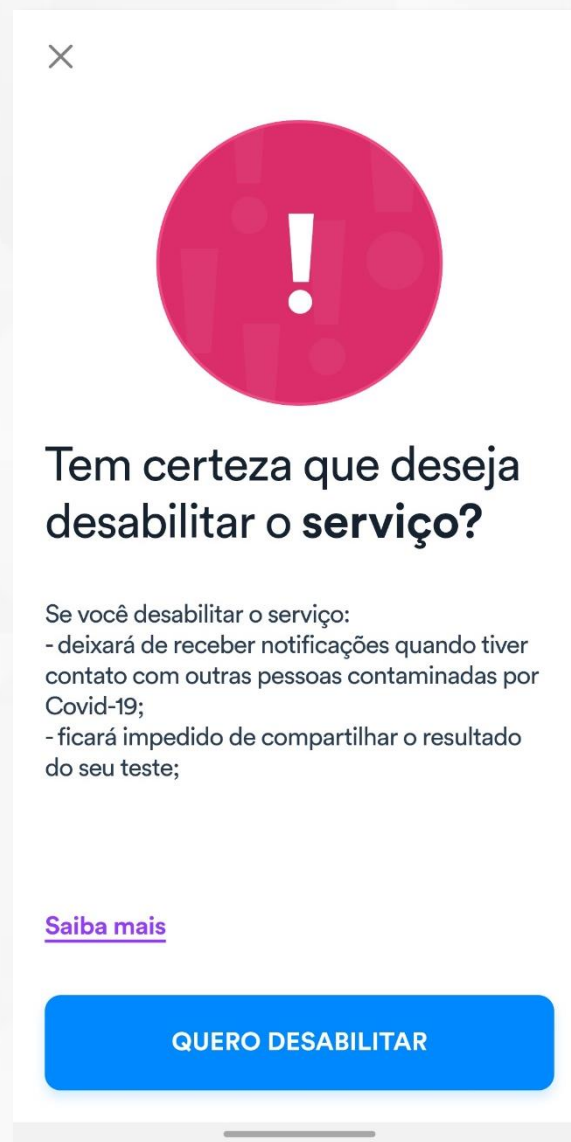 !
Tem certeza que deseja
desabilitar o serviço?
Se você desabilitar o serviço:
- deixará de receber notificações quando tiver
contato com outras pessoas contaminadas por
Covid-19;
- ficará impedido de compartilhar o resultado
do seu teste;
Saiba mais
QUERO DESABILITAR